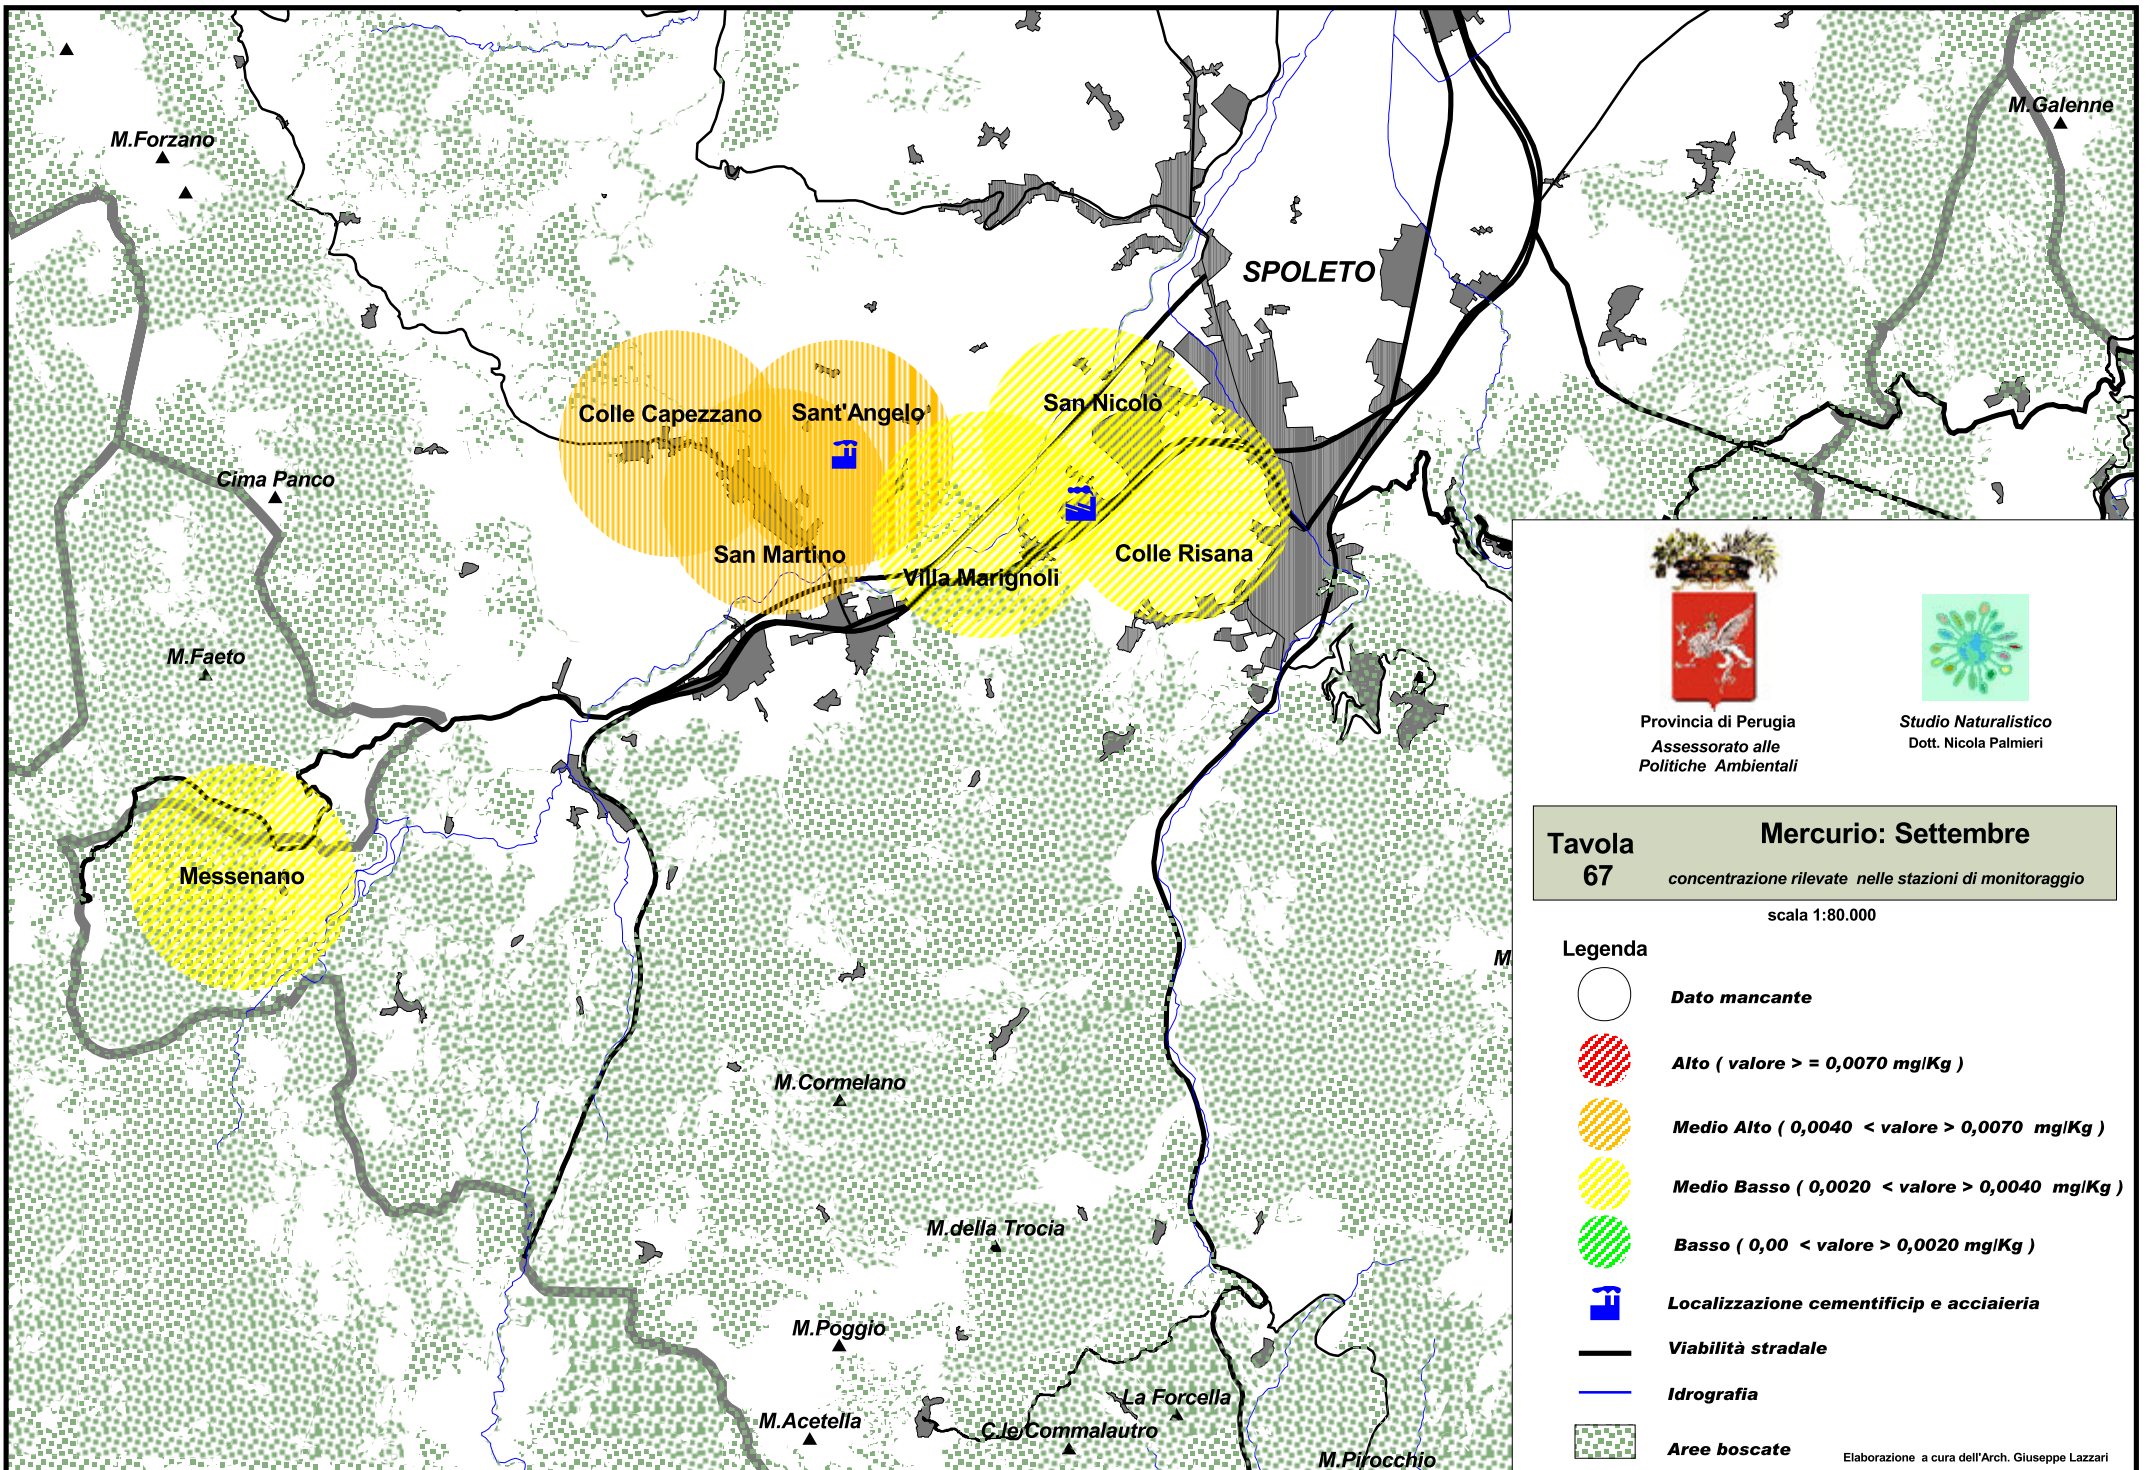 M.Forzano
M.Galenne
SPOLETO
Colle Capezzano
Sant'Angelo
San Nicolò
Cima Panco
San Martino
Villa Marignoli
Colle Risana
M.Faeto
Messenano
M.Cormelano
M.della Trocia
M.Poggio
M.Acetella
La Forcella
C.le Commalautro
M.Pirocchio
M
Provincia di Perugia
Assessorato alle
Politiche Ambientali
Studio Naturalistico
Dott. Nicola Palmieri
Tavola
67
Mercurio: Settembre
concentrazione rilevate nelle stazioni di monitoraggio
scala 1:80.000
Legenda
Dato mancante
Alto ( valore > = 0,0070 mg/Kg )
Medio Alto ( 0,0040 < valore > 0,0070 mg/Kg )
Medio Basso ( 0,0020 < valore > 0,0040 mg/Kg )
Basso ( 0,00 < valore > 0,0020 mg/Kg )
Localizzazione cementificip e acciaieria
Viabilità stradale
Idrografia
Aree boscate
Elaborazione a cura dell'Arch. Giuseppe Lazzari